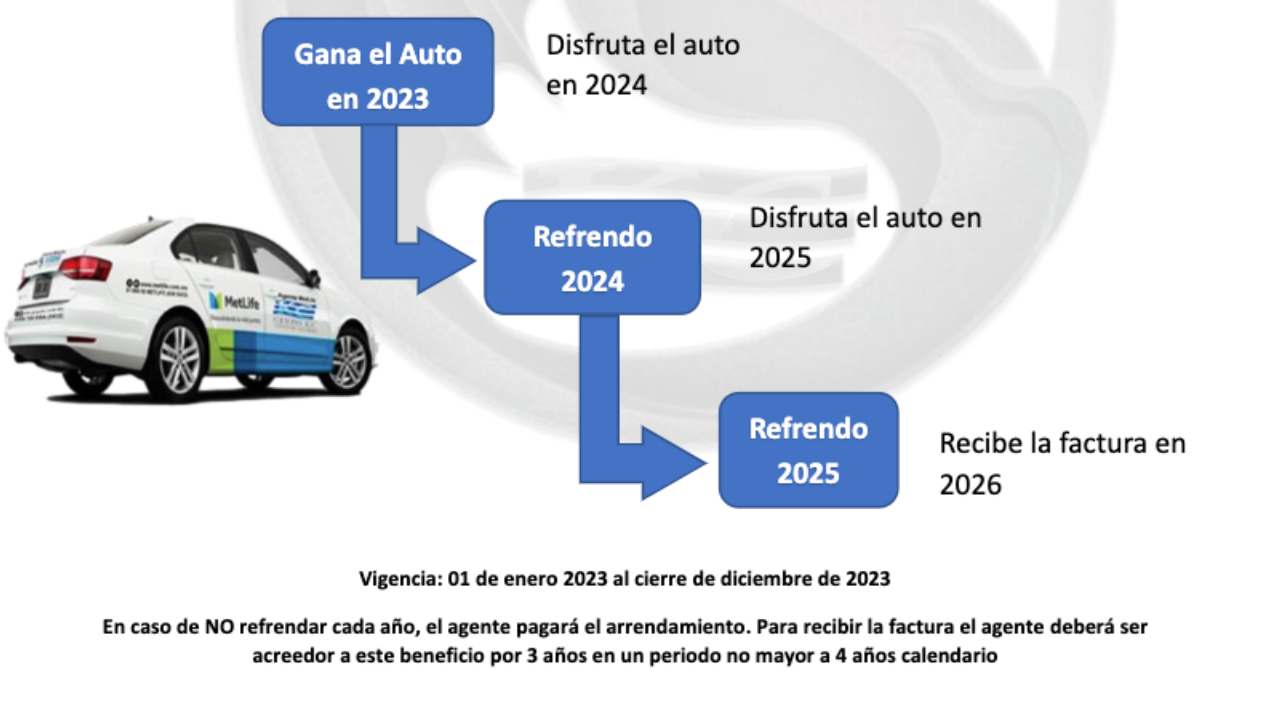 Gana el Auto
en 2023
Disfruta el auto
en 2024
Refrendo
2024
Disfruta el auto en
2025
MetLife
Refrendo
2025
Recibe la factura en
2026
Vigencia: 01 de enero 2023 al cierre de diciembre de 2023
En caso de NO refrendar cada año, el agente pagará el arrendamiento. Para recibir la factura el agente deberá ser
acreedor a este beneficio por 3 años en un periodo no mayor a 4 años calendario